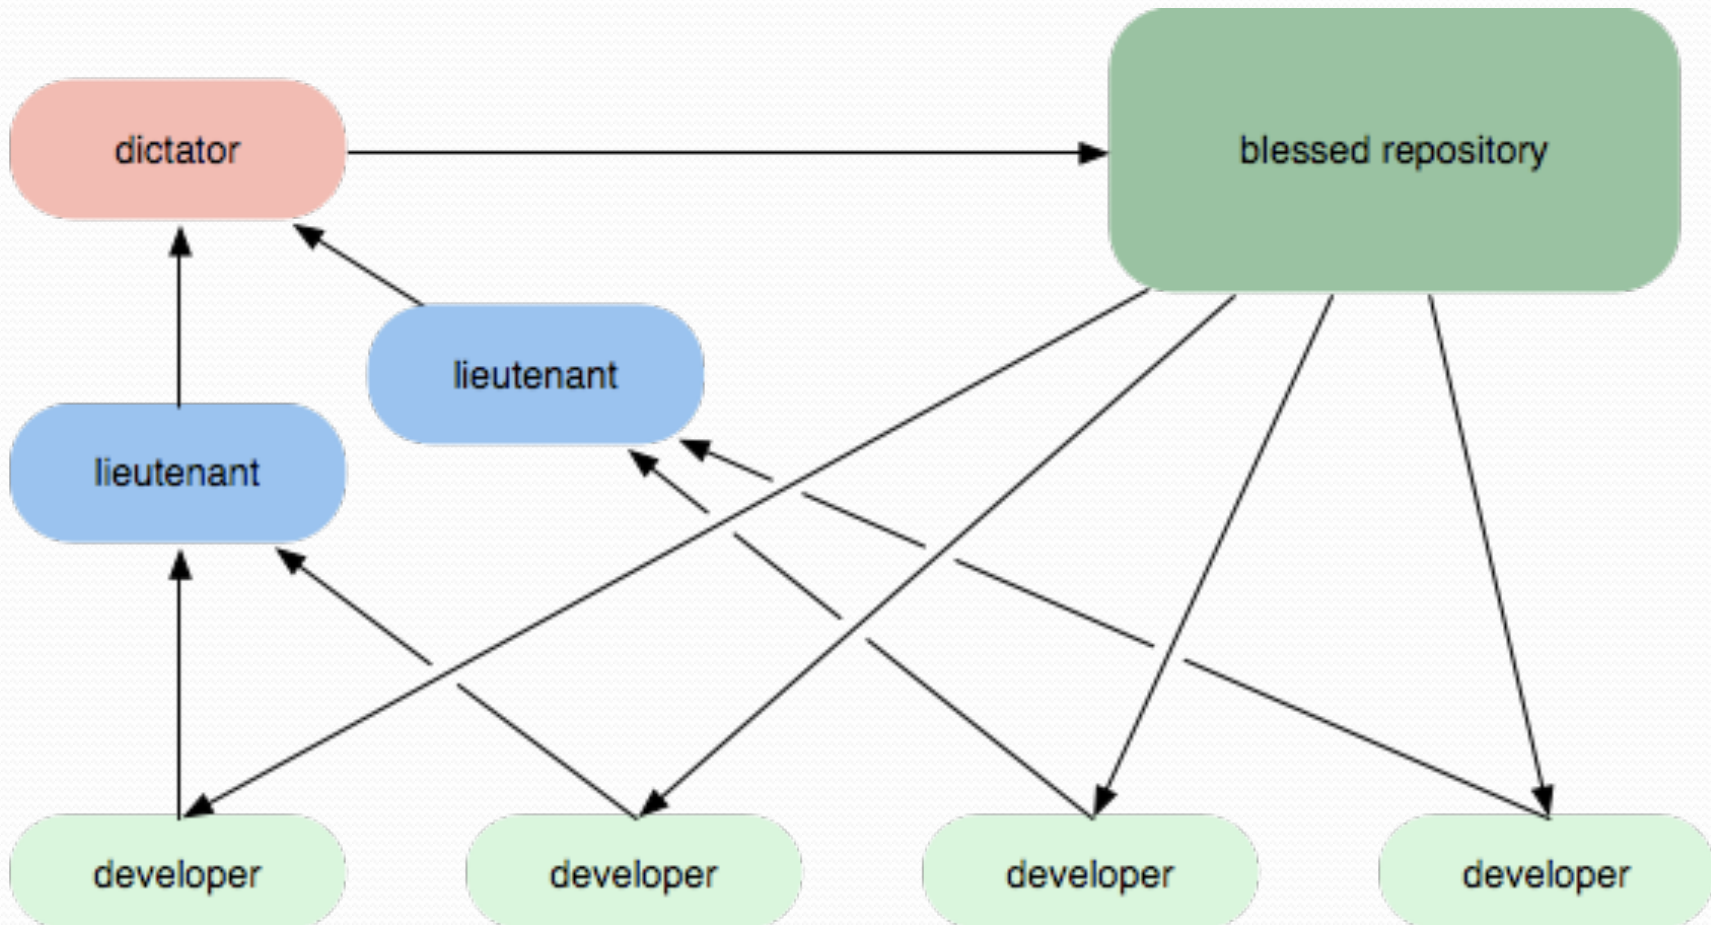 dictator
blessed repository
lieutenant
lieutenant
developer
developer
developer
developer